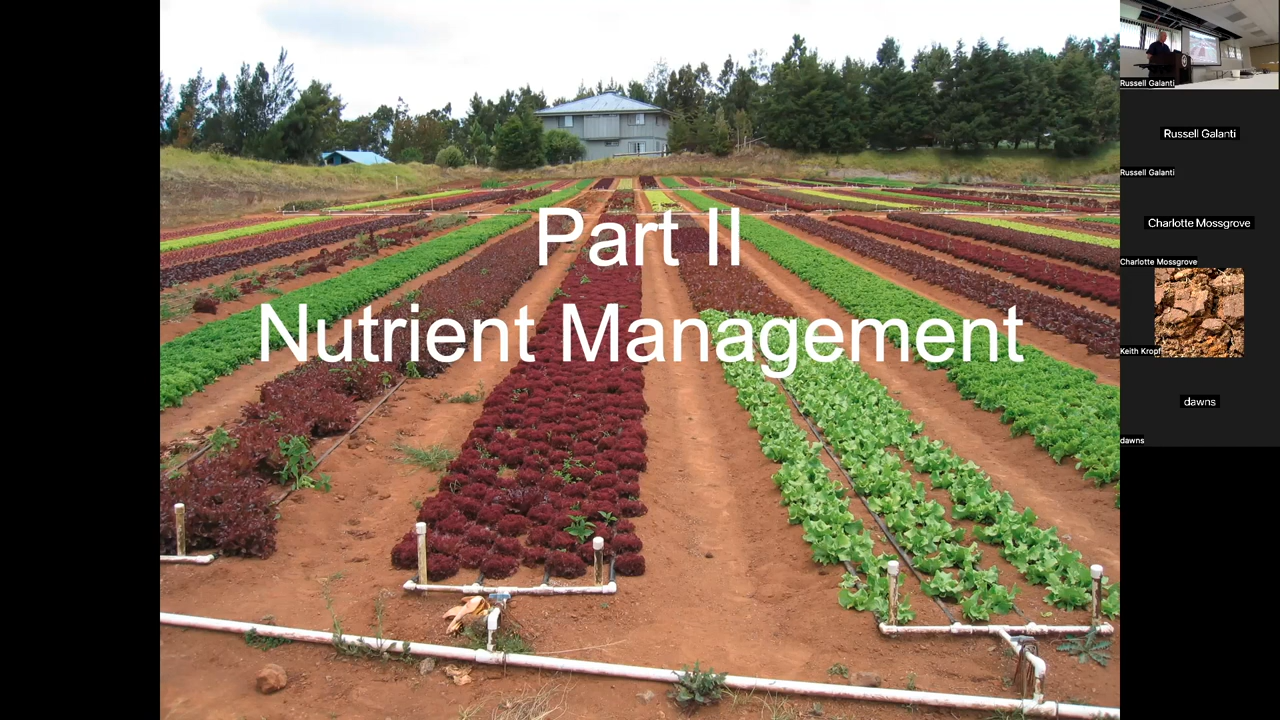 Part II
Nutrient Management
Russell Galanti
Russell Galanti
Russell Galanti
Charlotte Mossgrove
Charlotte Mossgrove
Keith Kropf
dawns
dawns